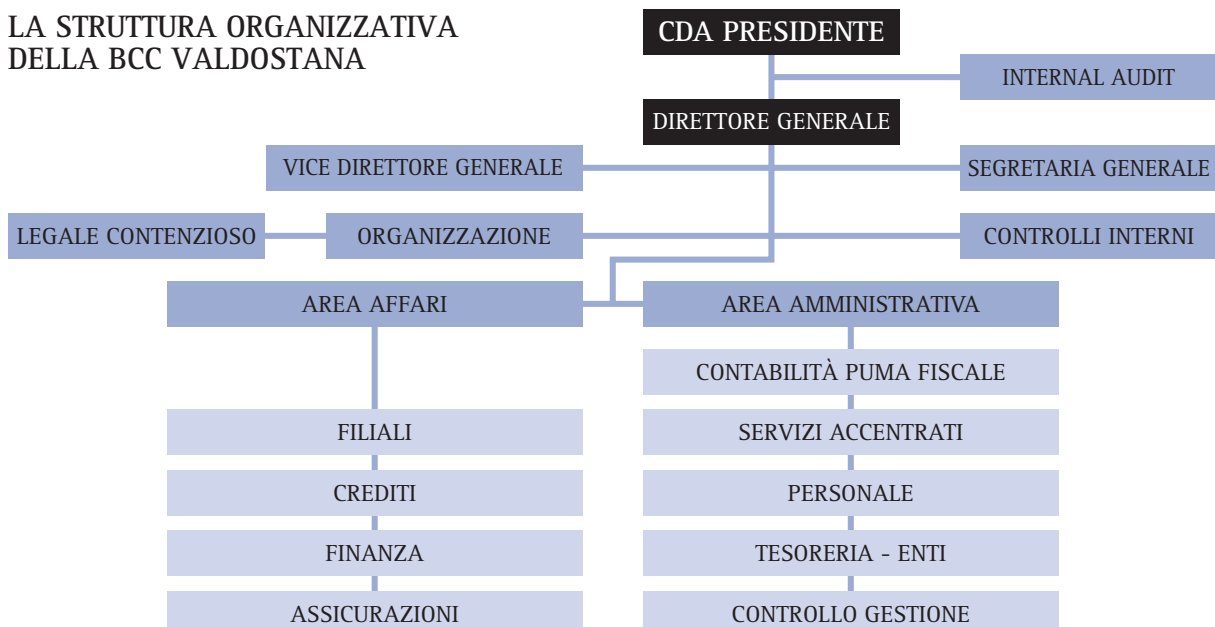 LA STRUTTURA ORGANIZZATIVA
DELLA BCC VALDOSTANA
CDA PRESIDENTE
INTERNAL AUDIT
DIRETTORE GENERALE
VICE DIRETTORE GENERALE
SEGRETARIA GENERALE
LEGALE CONTENZIOSO
ORGANIZZAZIONE
CONTROLLI INTERNI
AREA AFFARI
AREA AMMINISTRATIVA
CONTABILITÀ PUMA FISCALE
FILIALI
SERVIZI ACCENTRATI
CREDITI
PERSONALE
FINANZA
TESORERIA - ENTI
ASSICURAZIONI
CONTROLLO GESTIONE